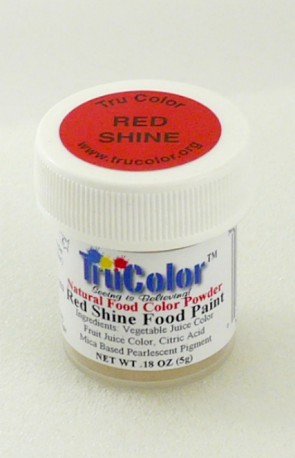 Tru Color
RED
SHINE
www.trucolor.org
TruColor™
Seeing is Believing!
Natural Food Color Powder
Red Shine Food Paint
Ingredients: Vegetable Juice Color
Fruit Juice Color, Citric Acid
Mica Based Pearlescent Pigment
NET WT .18 OZ (5g)